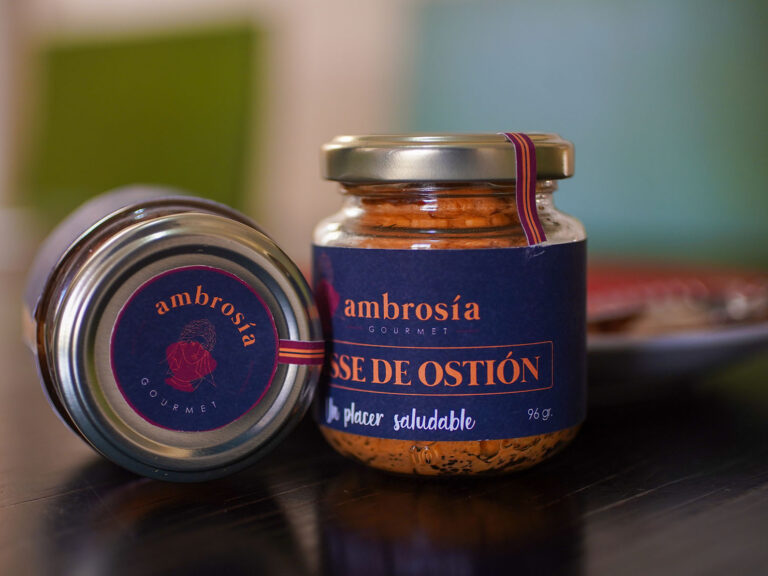 ambrosía
GOURMET
ambrosía
GOURMET
SSE DE OSTIÓN
Un placer saludable
96 gr.